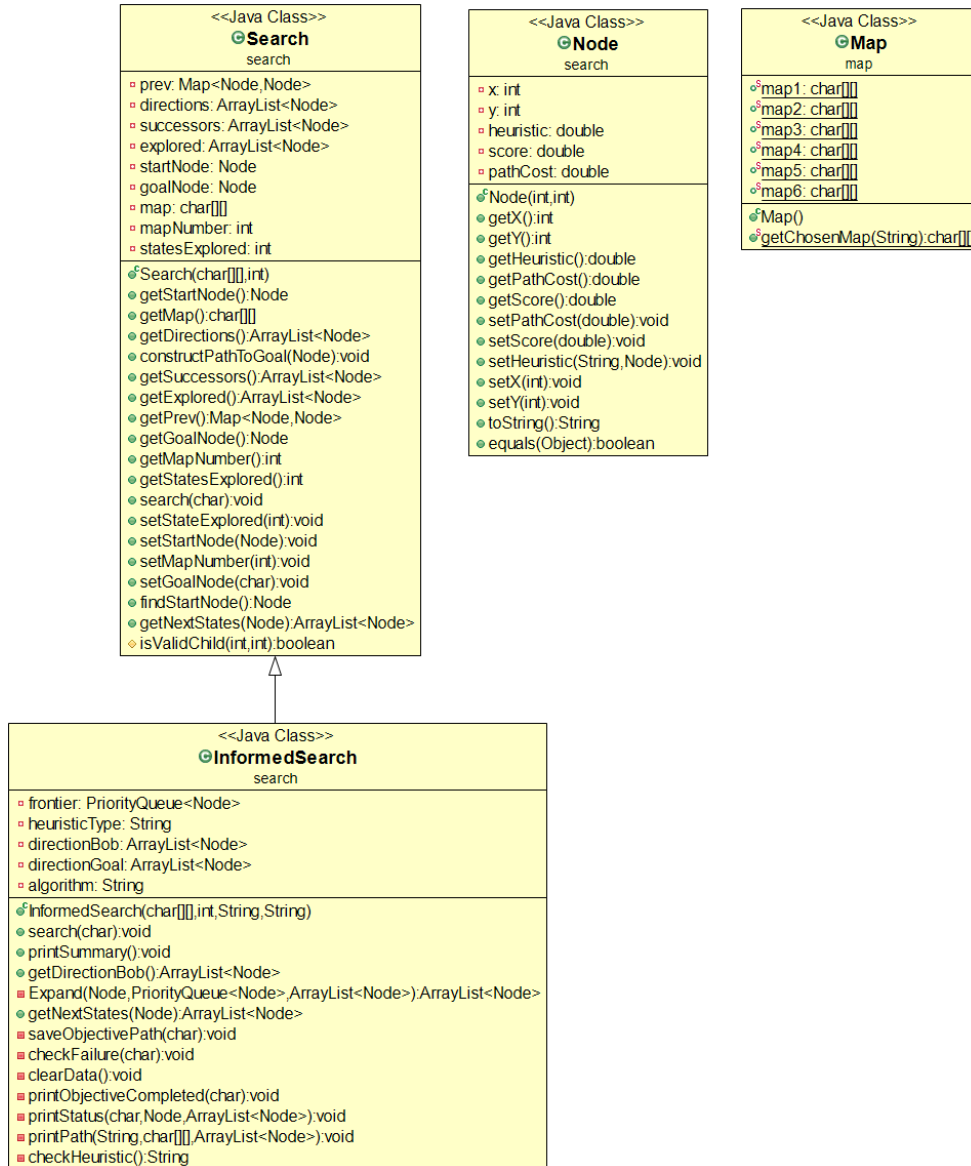 <<Java Class>>
Search
search
prev: Map<Node,Node>
directions: ArrayList<Node>
successors: ArrayList<Node>
explored: ArrayList<Node>
startNode: Node
goalNode: Node
map: char[][]
mapNumber: int
statesExplored: int
Search(char[][],int)
getStartNode():Node
getMap():char[][]
getDirections():ArrayList<Node>
constructPathToGoal(Node):void
getSuccessors():ArrayList<Node>
getExplored():ArrayList<Node>
getPrev():Map<Node,Node>
getGoalNode():Node
getMapNumber():int
getStatesExplored():int
search(char):void
setStateExplored(int):void
setStartNode(Node):void
setMapNumber(int):void
setGoalNode(char):void
findStartNode():Node
getNextStates(Node):ArrayList<Node>
isValidChild(int,int):boolean
<<Java Class>>
Node
search
x: int
y: int
heuristic: double
score: double
pathCost: double
Node(int,int)
getX():int
getY():int
getHeuristic():double
getPathCost():double
getScore():double
setPathCost(double):void
setScore(double):void
setHeuristic(String,Node):void
setX(int):void
setY(int):void
toString():String
equals(Object):boolean
<<Java Class>>
Map
map
map1: char[][]
map2: char[][]
map3: char[][]
map4: char[][]
map5: char[][]
map6: char[][]
Map()
getChosenMap(String):char[][]
<<Java Class>>
InformedSearch
search
frontier: PriorityQueue<Node>
heuristicType: String
directionBob: ArrayList<Node>
directionGoal: ArrayList<Node>
algorithm: String
InformedSearch(char[][],int,String,String)
search(char):void
printSummary():void
getDirectionBob():ArrayList<Node>
Expand(Node,PriorityQueue<Node>,ArrayList<Node>):ArrayList<Node>
getNextStates(Node):ArrayList<Node>
saveObjectivePath(char):void
checkFailure(char):void
clearData():void
printObjectiveCompleted(char):void
printStatus(char,Node,ArrayList<Node>):void
printPath(String,char[][],ArrayList<Node>):void
checkHeuristic():String